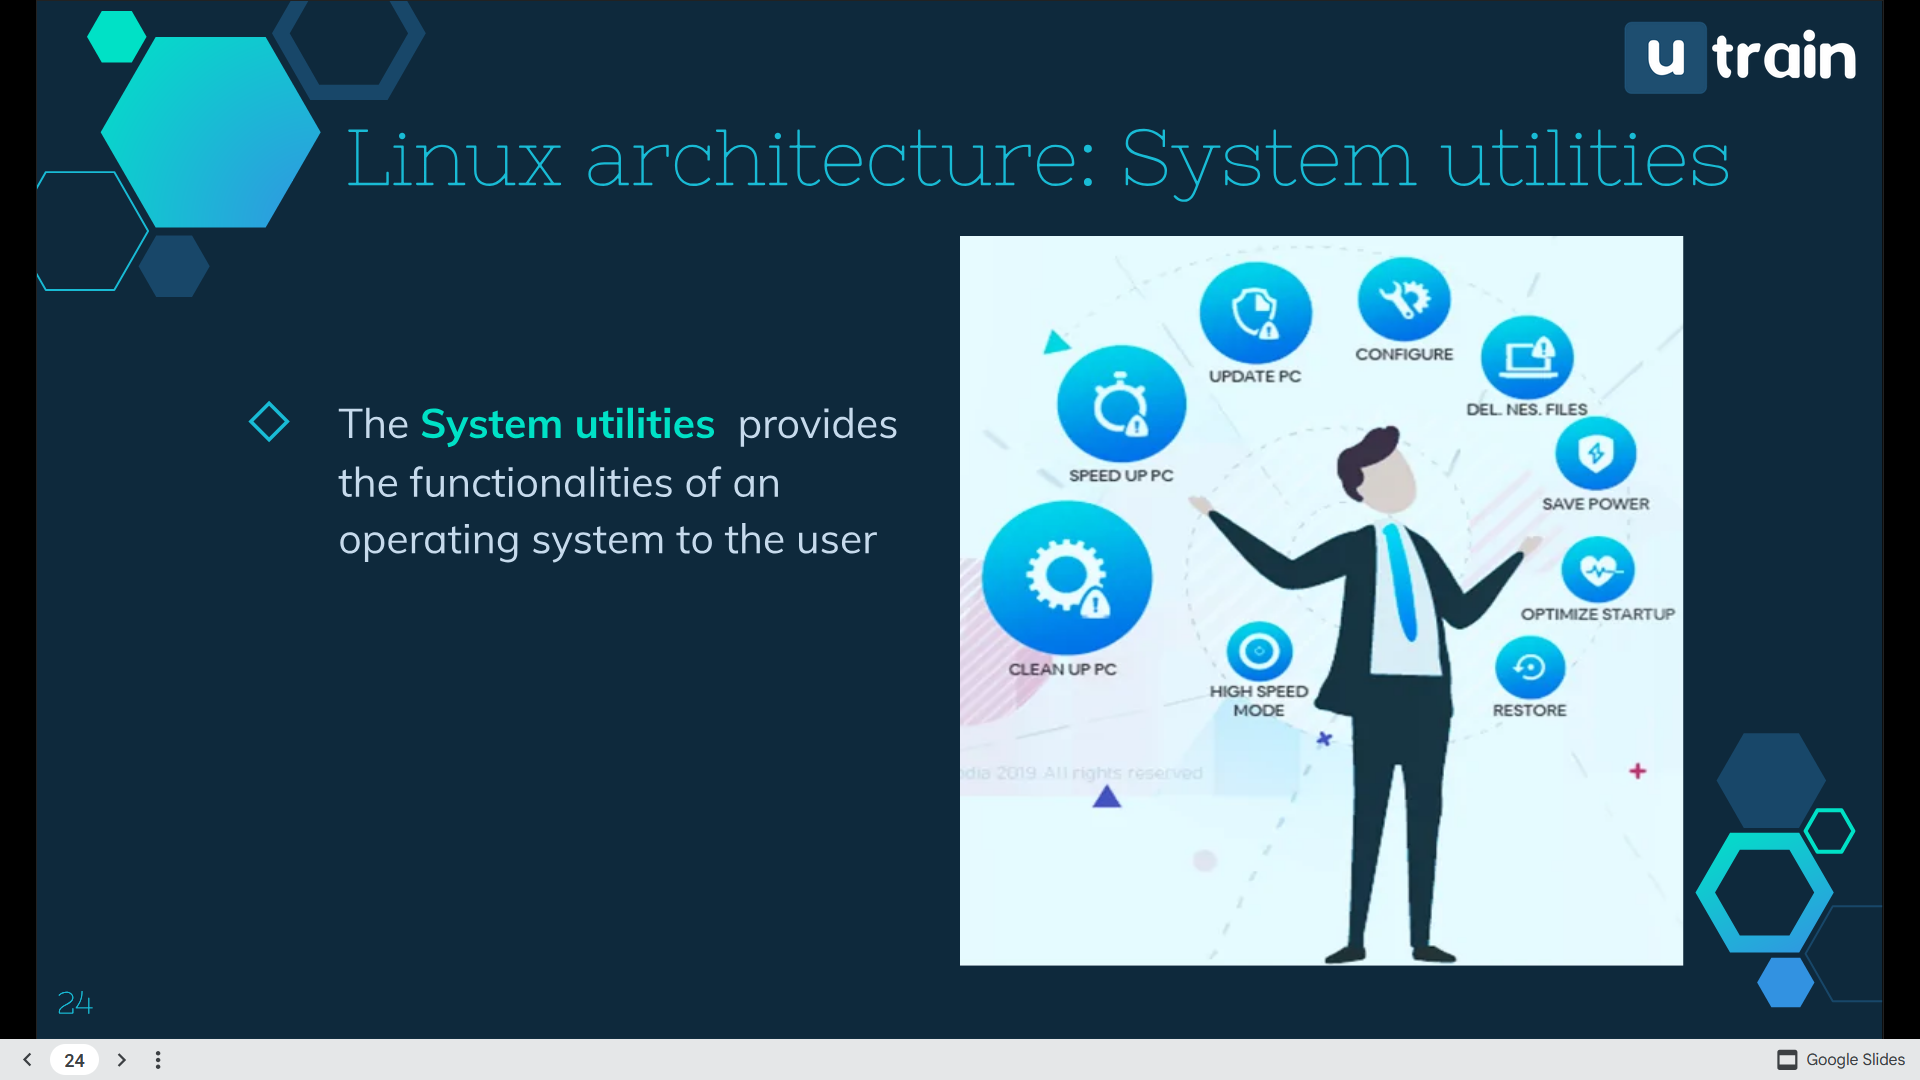 u train
Linux architecture: System utilities
The System utilities provides
the functionalities of an
operating system to the user
UPDATE PC
CONFIGURE
DEL. NES. FILES
SPEED UP PC
SAVE POWER
OPTIMIZE STARTUP
CLEAN UP PC
HIGH SPEED
MODE
RESTORE
dia 2019. All rights reserved
24
24
Google Slides